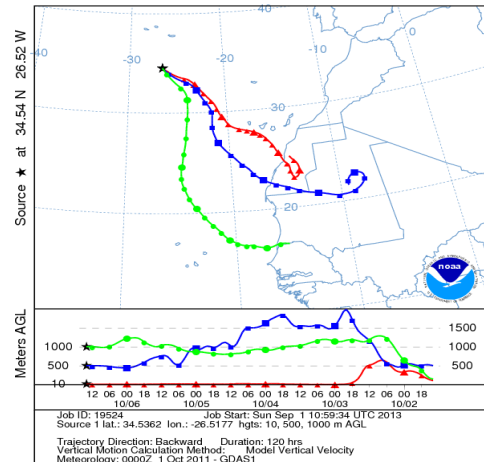 -40
-30
-20
-10
0
40
30
20
Source ★ at 34.54 N 26.52 W
noaa
Meters AGL
1500
1000 1000
500 500
10
12 06 00 18 12 06 00 18 12 06 00 18 12 06 00 18 12 06 00 18
10/06 10/05 10/04 10/03 10/02
Job ID: 19524 Job Start: Sun Sep 1 10:59:34 UTC 2013
Source 1 lat.: 34.5362 lon.: -26.5177 hgts: 10, 500, 1000 m AGL
Trajectory Direction: Backward Duration: 120 hrs
Vertical Motion Calculation Method: Model Vertical Velocity
Meteorology: 0000Z 1 Oct 2011 - GDAS1